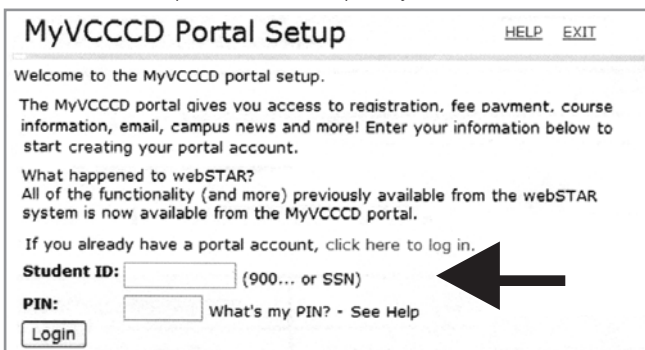 MyVCCCD Portal Setup HELP EXIT
Welcome to the MyVCCCD portal setup.
The MyVCCCD portal gives you access to registration, fee payment, course
information, email, campus news and more! Enter your information below to
start creating your portal account.
What happened to webSTAR?
All of the functionality (and more) previously available from the webSTAR
system is now available from the MyVCCCD portal.
If you already have a portal account, click here to log in.
Student ID: (900... or SSN)
PIN: What's my PIN? - See Help
Login